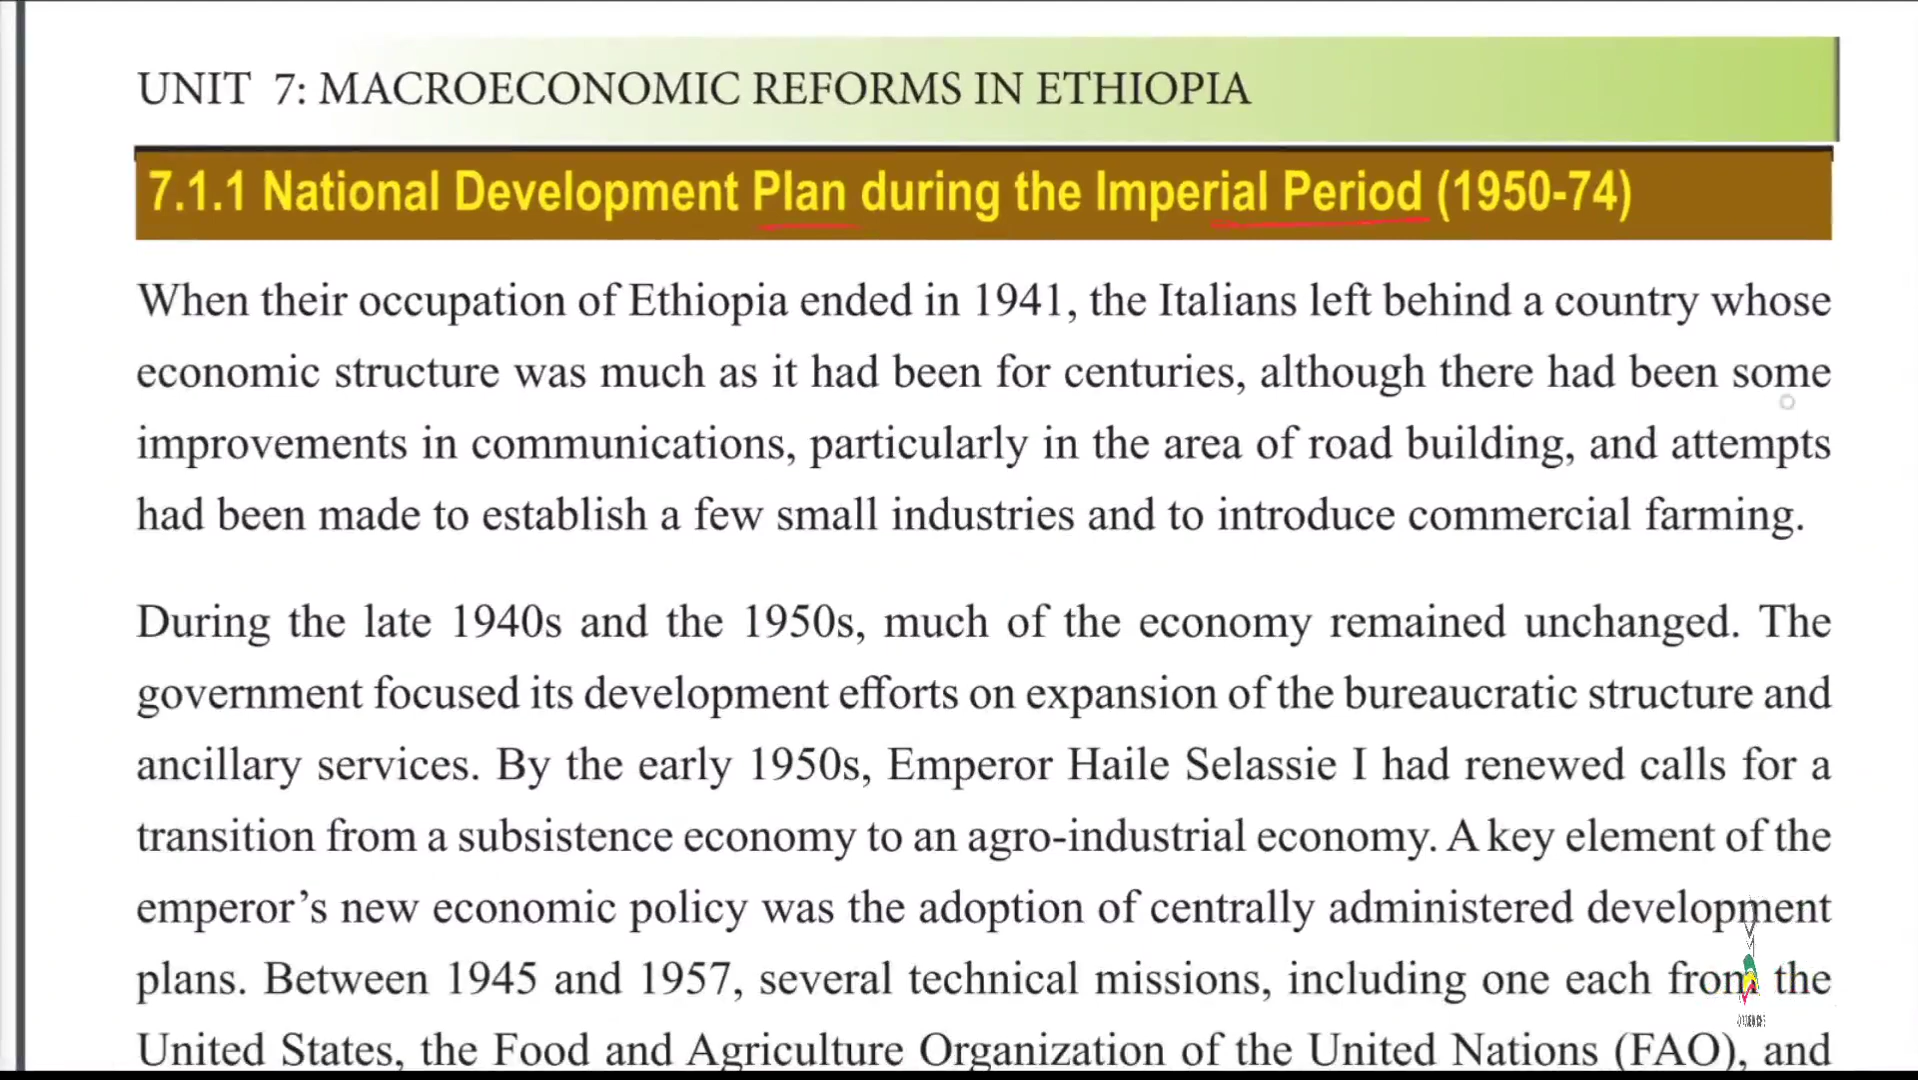 UNIT 7: MACROECONOMIC REFORMS IN ETHIOPIA
7.1.1 National Development Plan during the Imperial Period (1950-74)
When their occupation of Ethiopia ended in 1941, the Italians left behind a country whose
economic structure was much as it had been for centuries, although there had been some
improvements in communications, particularly in the area of road building, and attempts
had been made to establish a few small industries and to introduce commercial farming.
During the late 1940s and the 1950s, much of the economy remained unchanged. The
government focused its development efforts on expansion of the bureaucratic structure and
ancillary services. By the early 1950s, Emperor Haile Selassie I had renewed calls for a
transition from a subsistence economy to an agro-industrial economy. A key element of the
emperor’s new economic policy was the adoption of centrally administered development
plans. Between 1945 and 1957, several technical missions, including one each from the
United States, the Food and Agriculture Organization of the United Nations (FAO), and